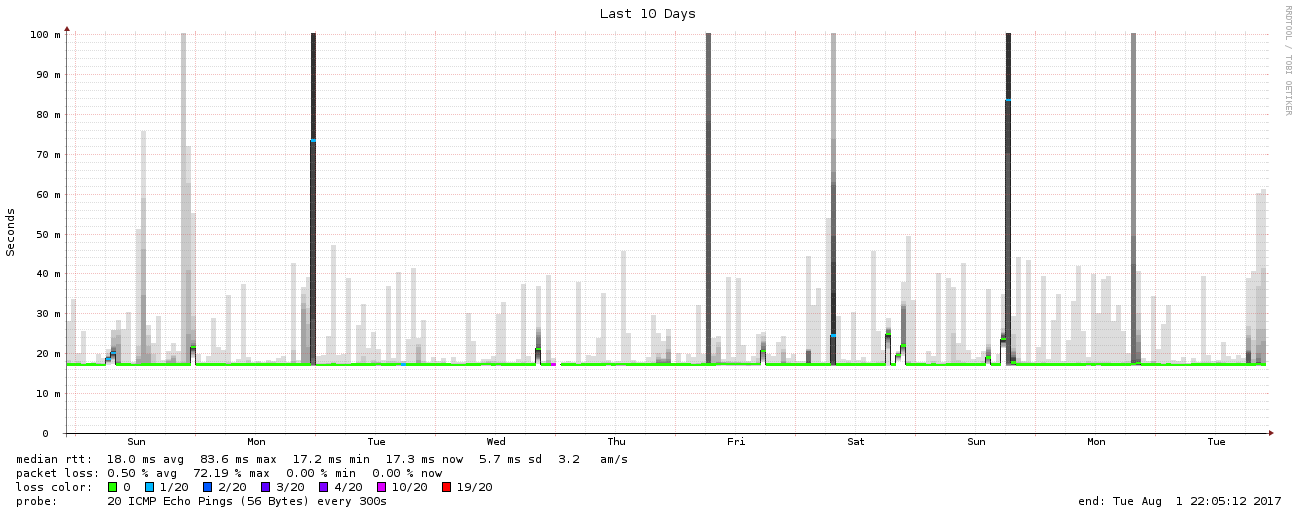 Last 10 Days
RRDTOOL / TOBI OETIKER
Seconds
100 m
90 m
80 m
70 m
60 m
50 m
40 m
30 m
20 m
10 m
0
Sun Mon Tue Wed Thu Fri Sat Sun Mon Tue
median rtt: 18.0 ms avg 83.6 ms max 17.2 ms min 17.3 ms now 5.7 ms sd 3.2 am/s
packet loss: 0.50 % avg 72.19 % max 0.00 % min 0.00 % now
loss color: 0 1/20 2/20 3/20 4/20 10/20 19/20
probe: 20 ICMP Echo Pings (56 Bytes) every 300s end: Tue Aug 1 22:05:12 2017